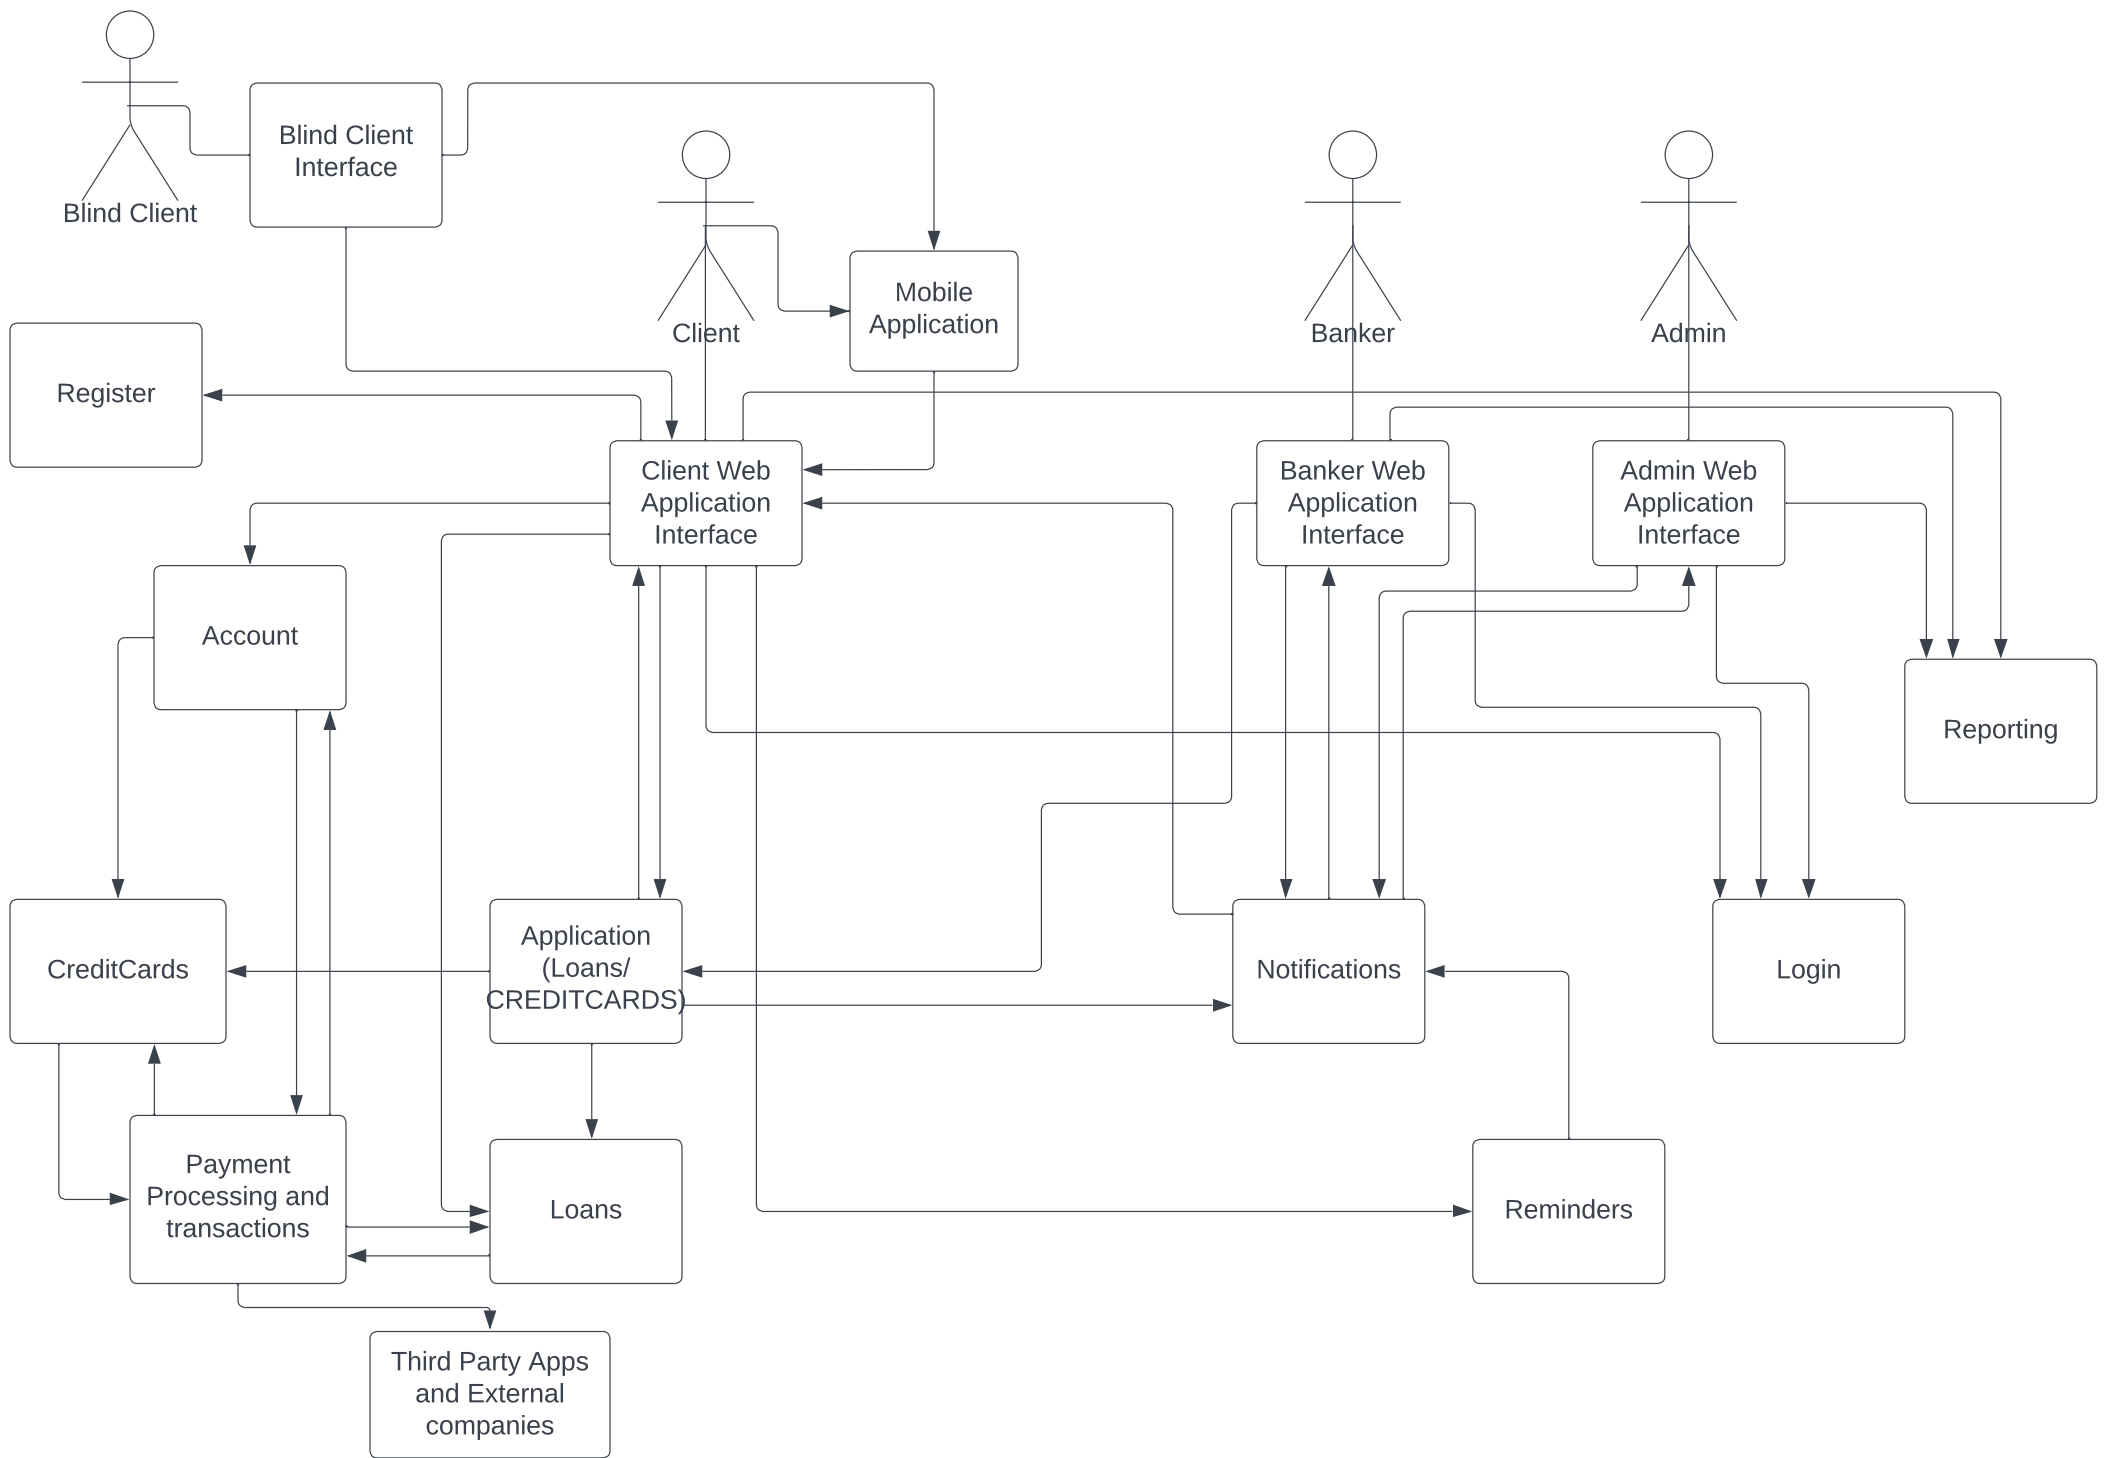 Blind Client
Interface
Blind Client
Mobile
Application
Client
Banker
Admin
Register
Client Web
Application
Interface
Banker Web
Application
Interface
Admin Web
Application
Interface
Account
Reporting
CreditCards
Application
(Loans/
CREDITCARDS)
Notifications
Login
Payment
Processing and
transactions
Loans
Reminders
Third Party Apps
and External
companies